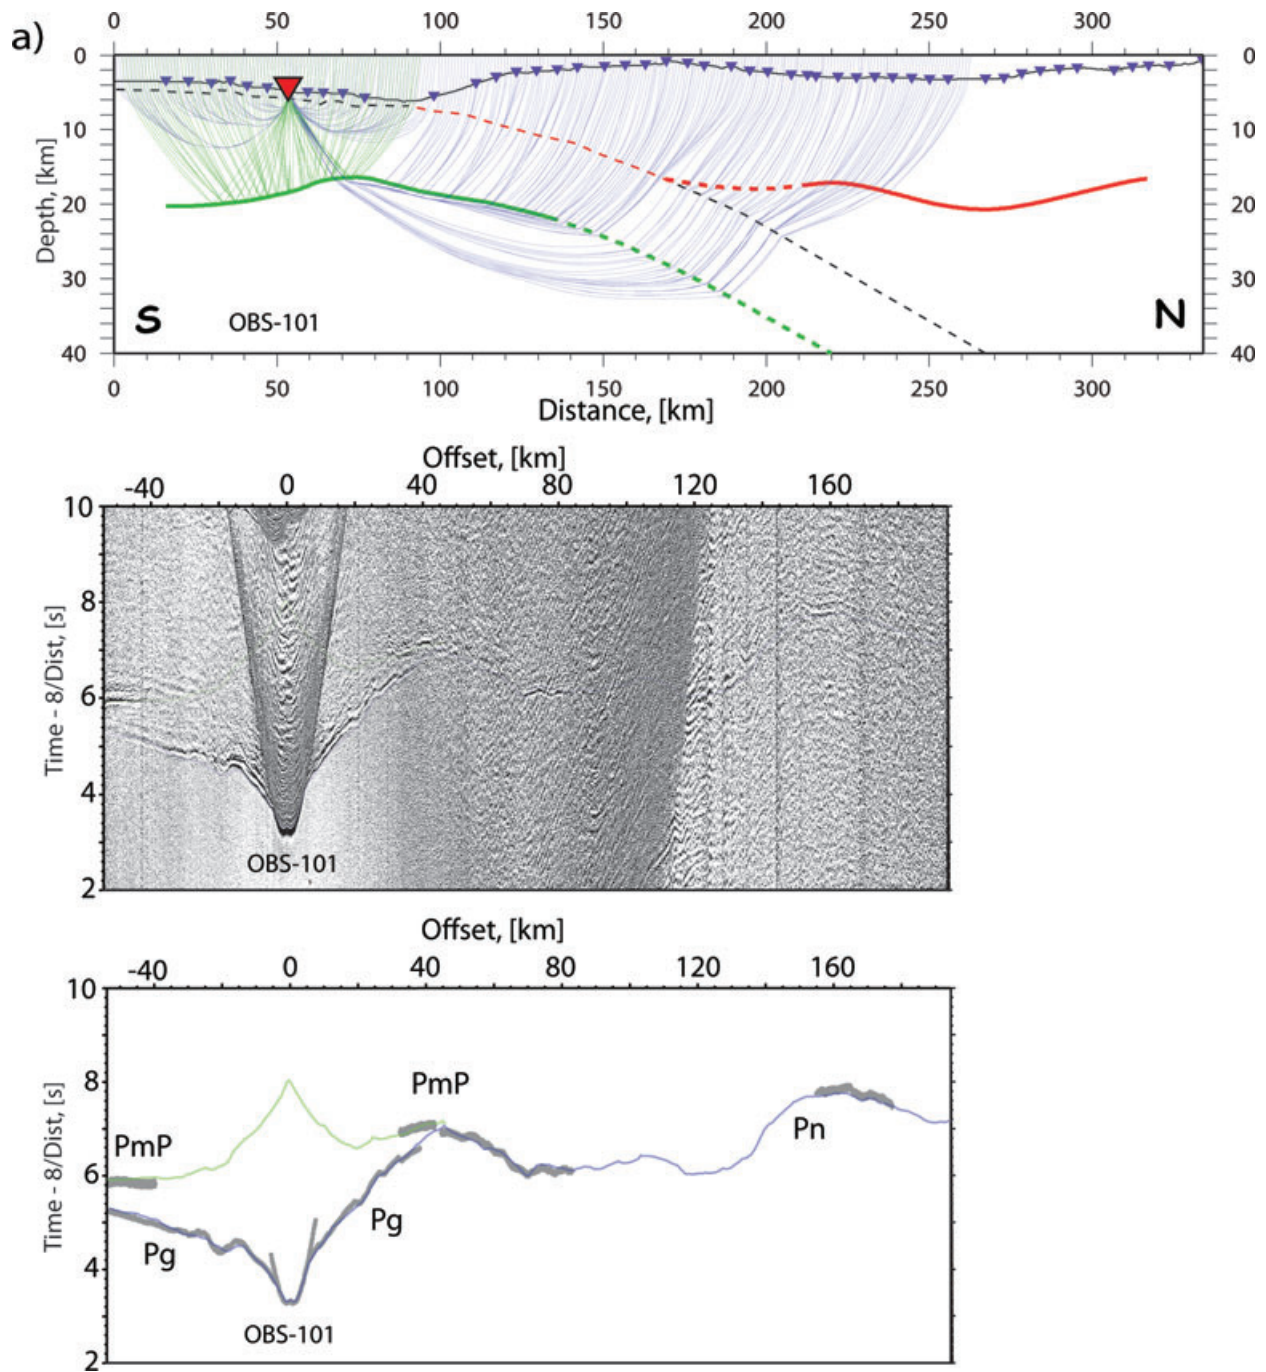 a)
0 50 100 150 200 250 300
0 0
10 10
20 20
30 30
40 40
Depth, [km]
S OBS-101 N
0 50 100 150 200 250 300
Distance, [km]
Offset, [km]
-40 0 40 80 120 160
10
8
6
4
2
Time - 8/Dist, [s]
OBS-101
Offset, [km]
-40 0 40 80 120 160
10
8
6
4
2
Time - 8/Dist, [s]
PmP
PmP
Pn
Pg
Pg
OBS-101